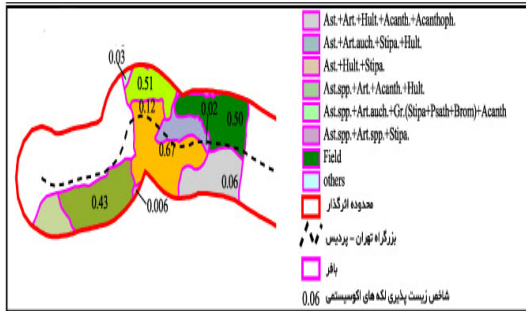 Ast.+Art.+Hult.+Acanth.+Acanthoph.
Ast.+Art.auch.+Stipa.+Hult.
Ast.+Hult.+Stipa.
Ast.spp.+Art.+Acanth.+Hult.
Ast.spp.+Art.auch.+Gr.(Stipa+Psath+Brom)+Acanth
Ast.spp.+Art.spp.+Stipa.
Field
others
محدوده اثرگذار
بزرگراه تهران - پردیس
بافر
شاخص زیست پذیری لکه های اکوسیستمی 0.06
0.03
0.51
0.12
0.02
0.50
0.67
0.06
0.43
0.006